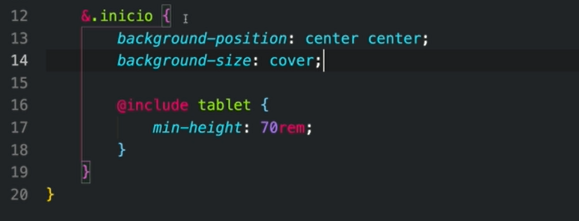 12 &.inicio {
13 background-position: center center;
14 background-size: cover;
15
16 @include tablet {
17 min-height: 70rem;
18 }
19 }
20 }